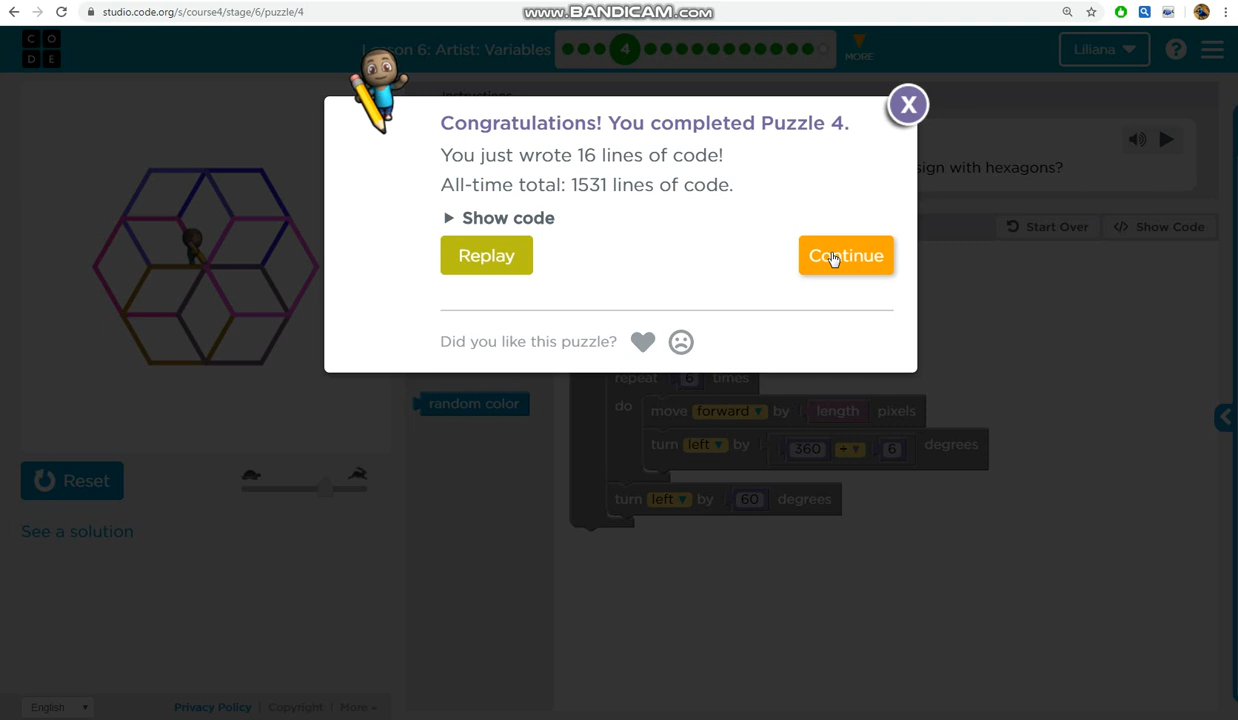 studio.code.org/s/course4/stage/6/puzzle/4
www.BANDICAM.com
C O
D E
Lesson 6: Artist: Variables
4
MORE
Liliana
?
Instructions
X
Congratulations! You completed Puzzle 4.
You just wrote 16 lines of code!
All-time total: 1531 lines of code.
Show code
Replay
Continue
Did you like this puzzle?
sign with hexagons?
Start Over
Show Code
repeat 6 times
random color
do
move forward by length pixels
turn left by 360 ÷ 6 degrees
Reset
turn left by 60 degrees
See a solution
English
Privacy Policy | Copyright | More